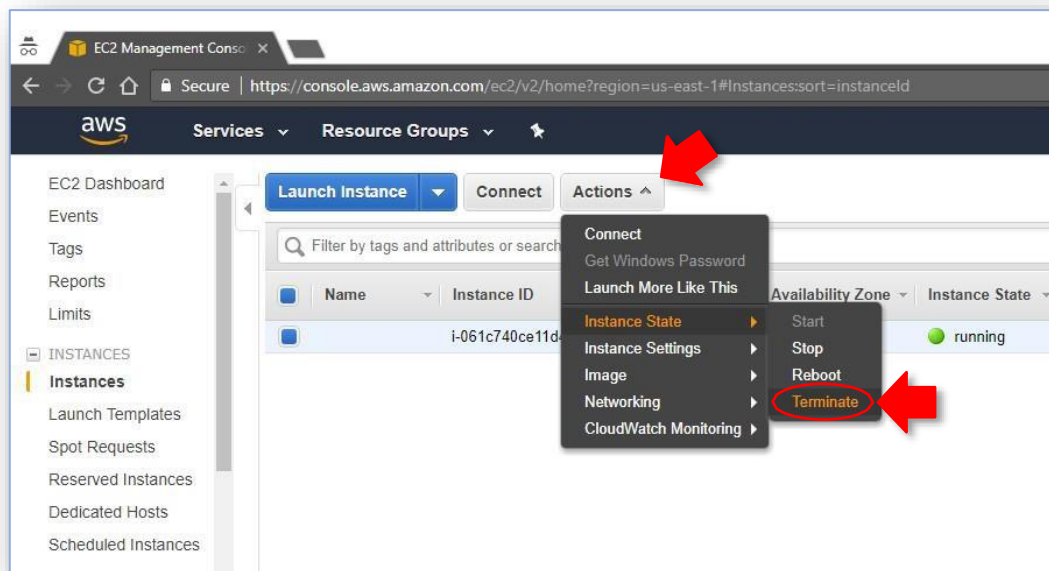 EC2 Management Conso
Secure | https://console.aws.amazon.com/ec2/v2/home?region=us-east-1#Instances:sort=instanceId
aws Services Resource Groups
EC2 Dashboard
Events
Tags
Reports
Limits
INSTANCES
Instances
Launch Templates
Spot Requests
Reserved Instances
Dedicated Hosts
Scheduled Instances
Launch Instance Connect Actions
Filter by tags and attributes or search
Name Instance ID Availability Zone Instance State
i-061c740ce11d running
Connect
Get Windows Password
Launch More Like This
Instance State
Instance Settings
Image
Networking
CloudWatch Monitoring
Start
Stop
Reboot
Terminate